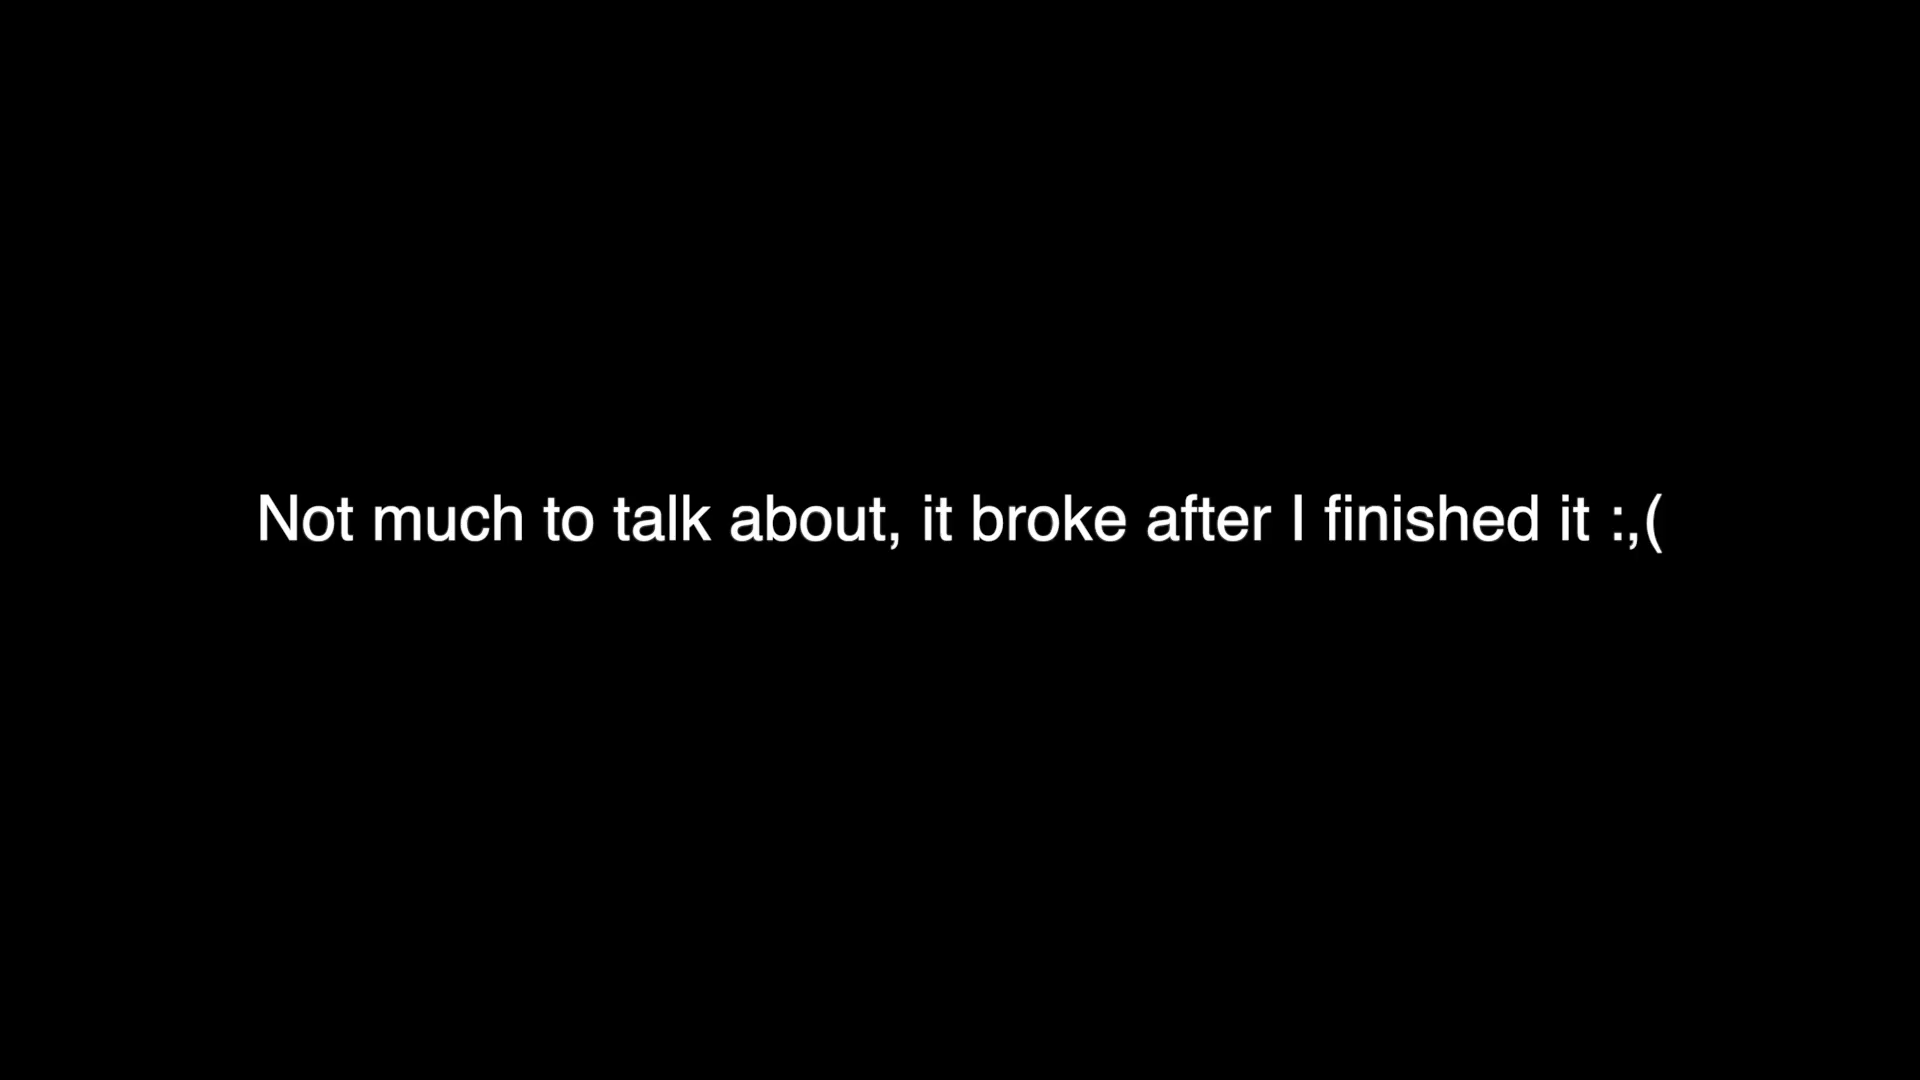 Not much to talk about, it broke after I finished it :,(